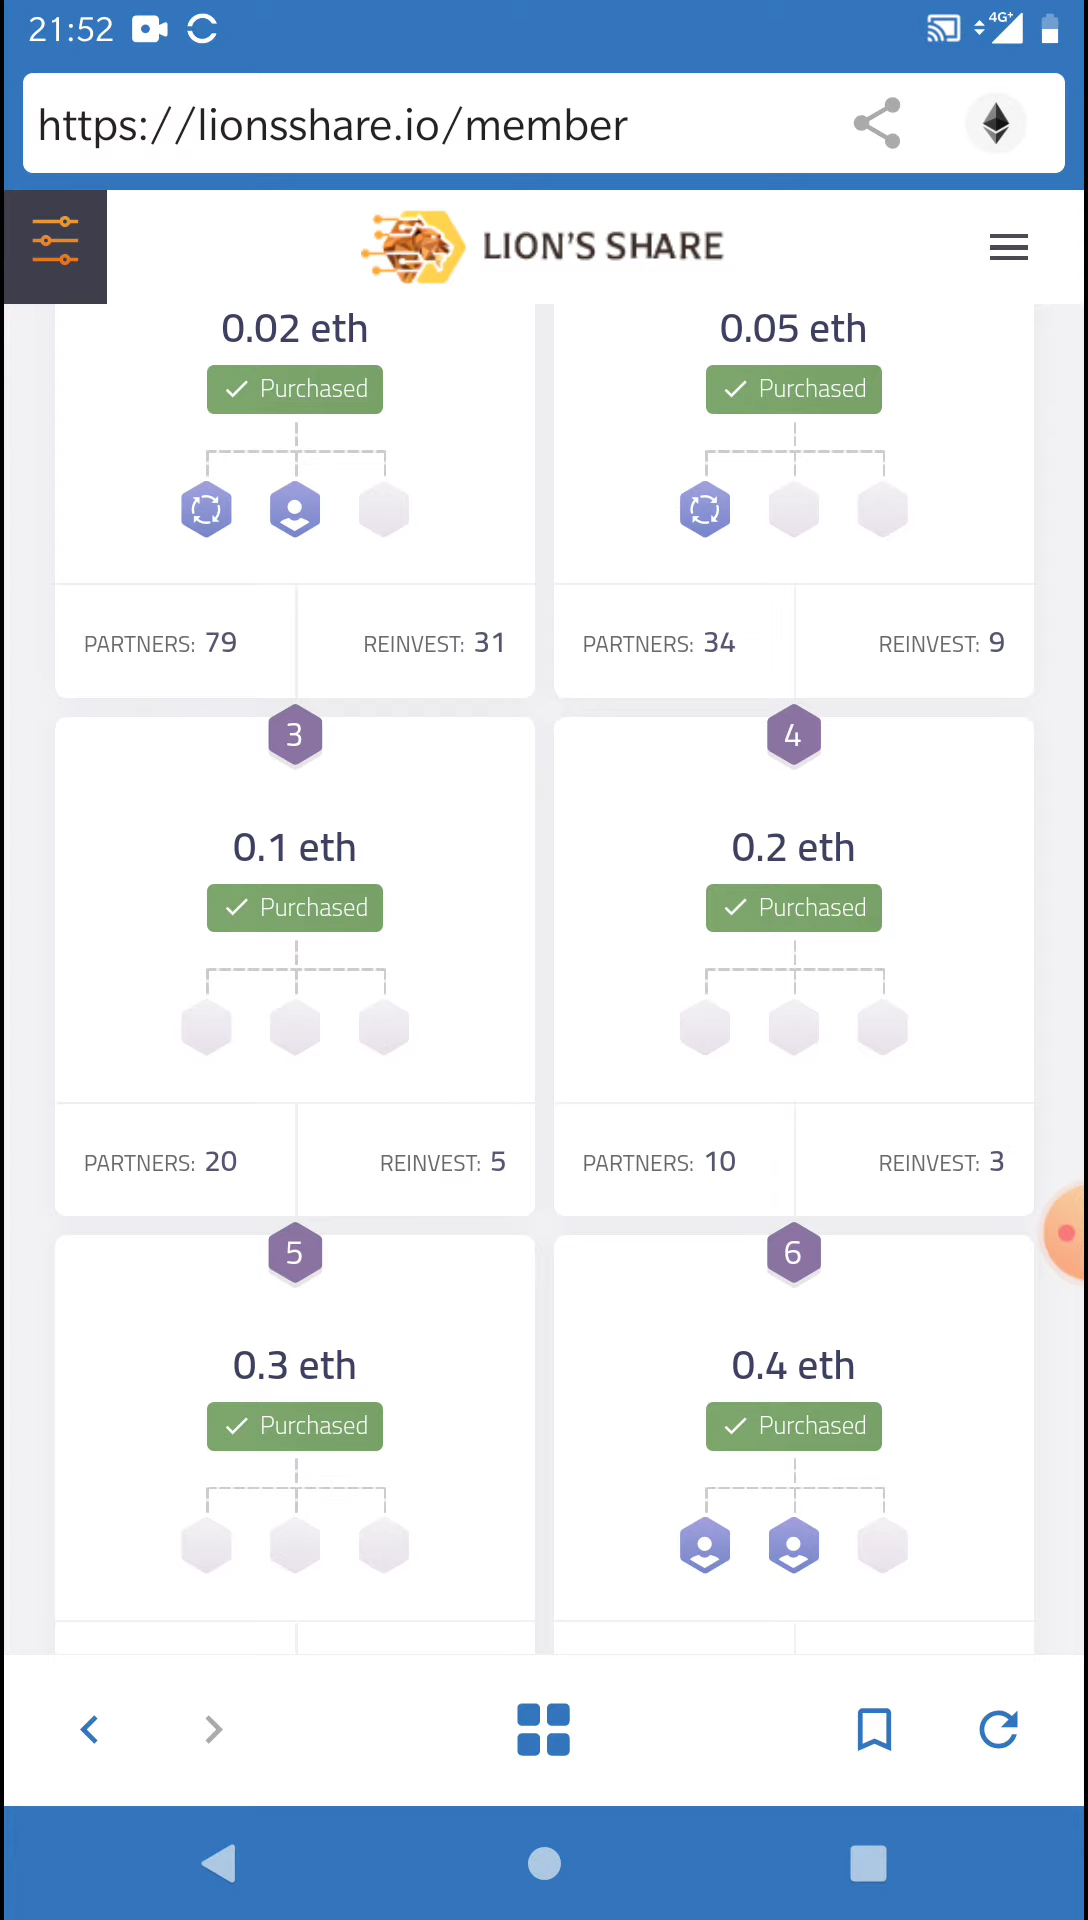 21:52
4G+
https://lionsshare.io/member
LION'S SHARE
0.02 eth
0.05 eth
Purchased
Purchased
PARTNERS: 79
REINVEST: 31
PARTNERS: 34
REINVEST: 9
3
4
0.1 eth
0.2 eth
Purchased
Purchased
PARTNERS: 20
REINVEST: 5
PARTNERS: 10
REINVEST: 3
5
6
0.3 eth
0.4 eth
Purchased
Purchased